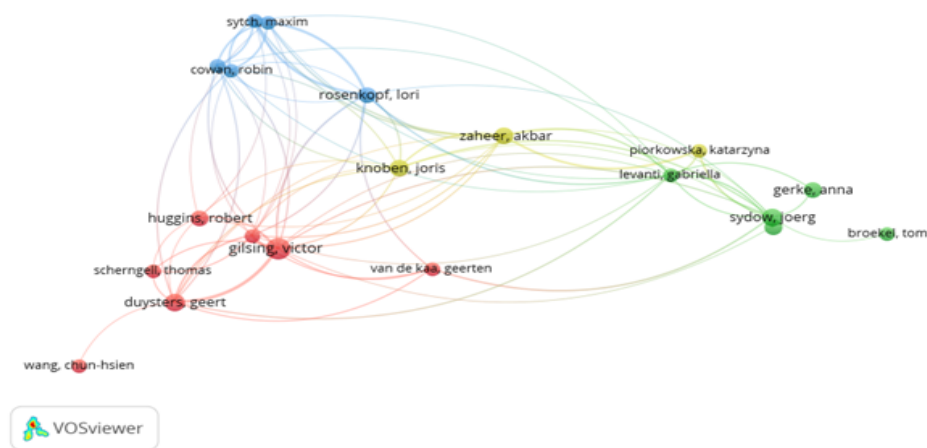 sytch, maxim
cowan, robin
rosenkopf, lori
zaheer, akbar
piorkowska, katarzyna
knoben, joris
levanti, gabriella
gerke, anna
huggins, robert
sydow, joerg
broekel, tom
gilsing, victor
scherngell, thomas
van de kaa, geerten
duysters, geert
wang, chun-hsien
VOSviewer